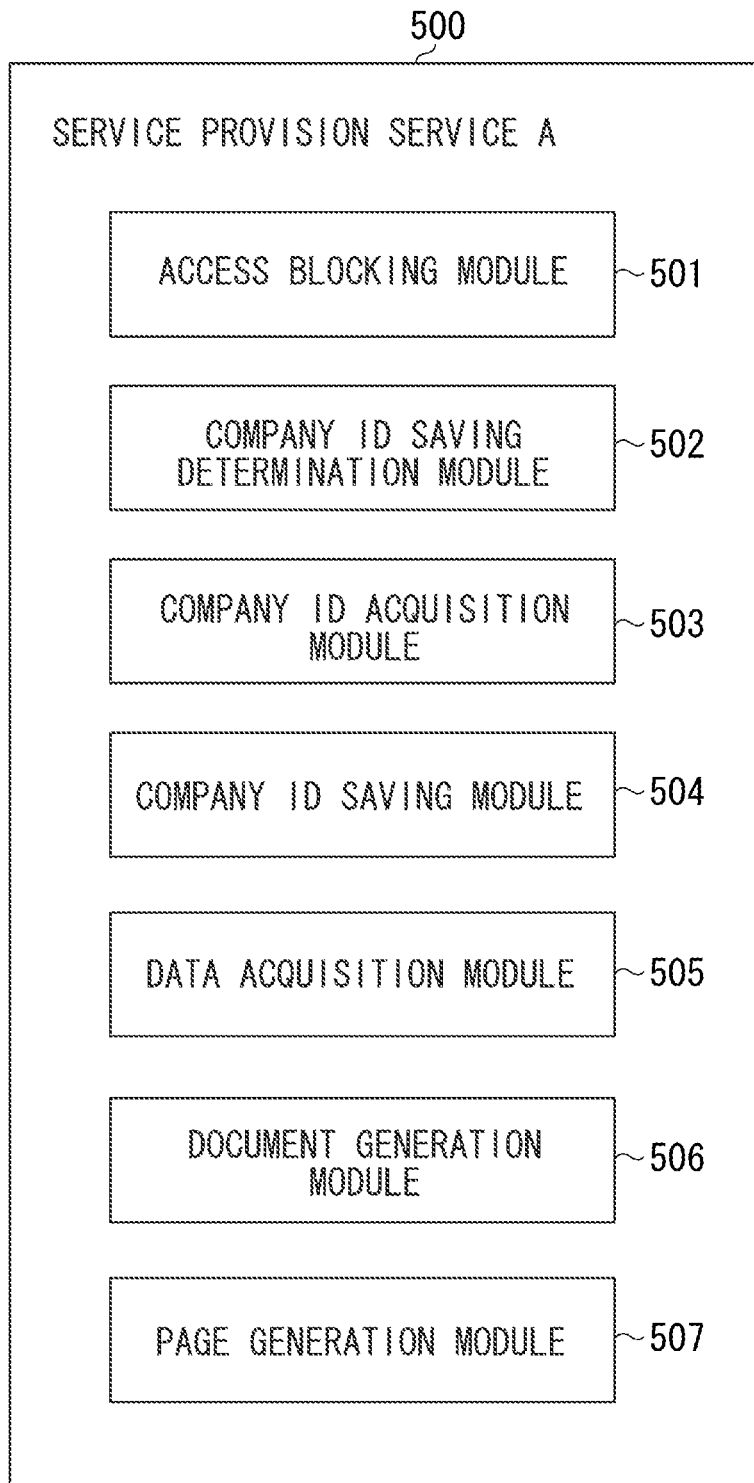 500
SERVICE PROVISION SERVICE A
ACCESS BLOCKING MODULE
501
COMPANY ID SAVING
DETERMINATION MODULE
502
COMPANY ID ACQUISITION
MODULE
503
COMPANY ID SAVING MODULE
504
DATA ACQUISITION MODULE
505
DOCUMENT GENERATION
MODULE
506
PAGE GENERATION MODULE
507